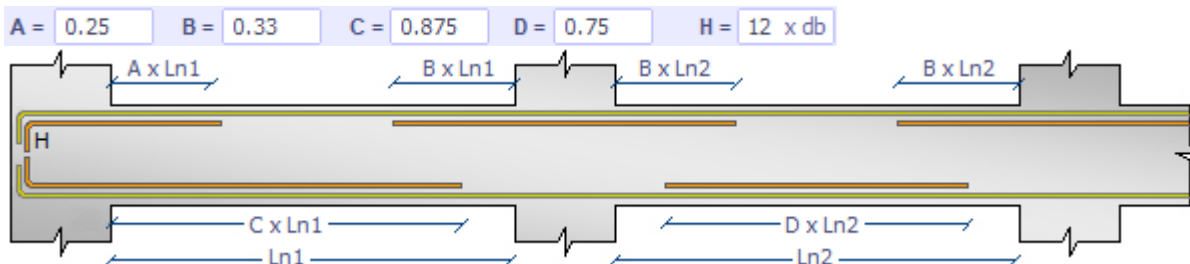 A = 0.25 B = 0.33 C = 0.875 D = 0.75 H = 12 x db
A x Ln1 B x Ln1 B x Ln2 B x Ln2
H
C x Ln1 D x Ln2
Ln1 Ln2